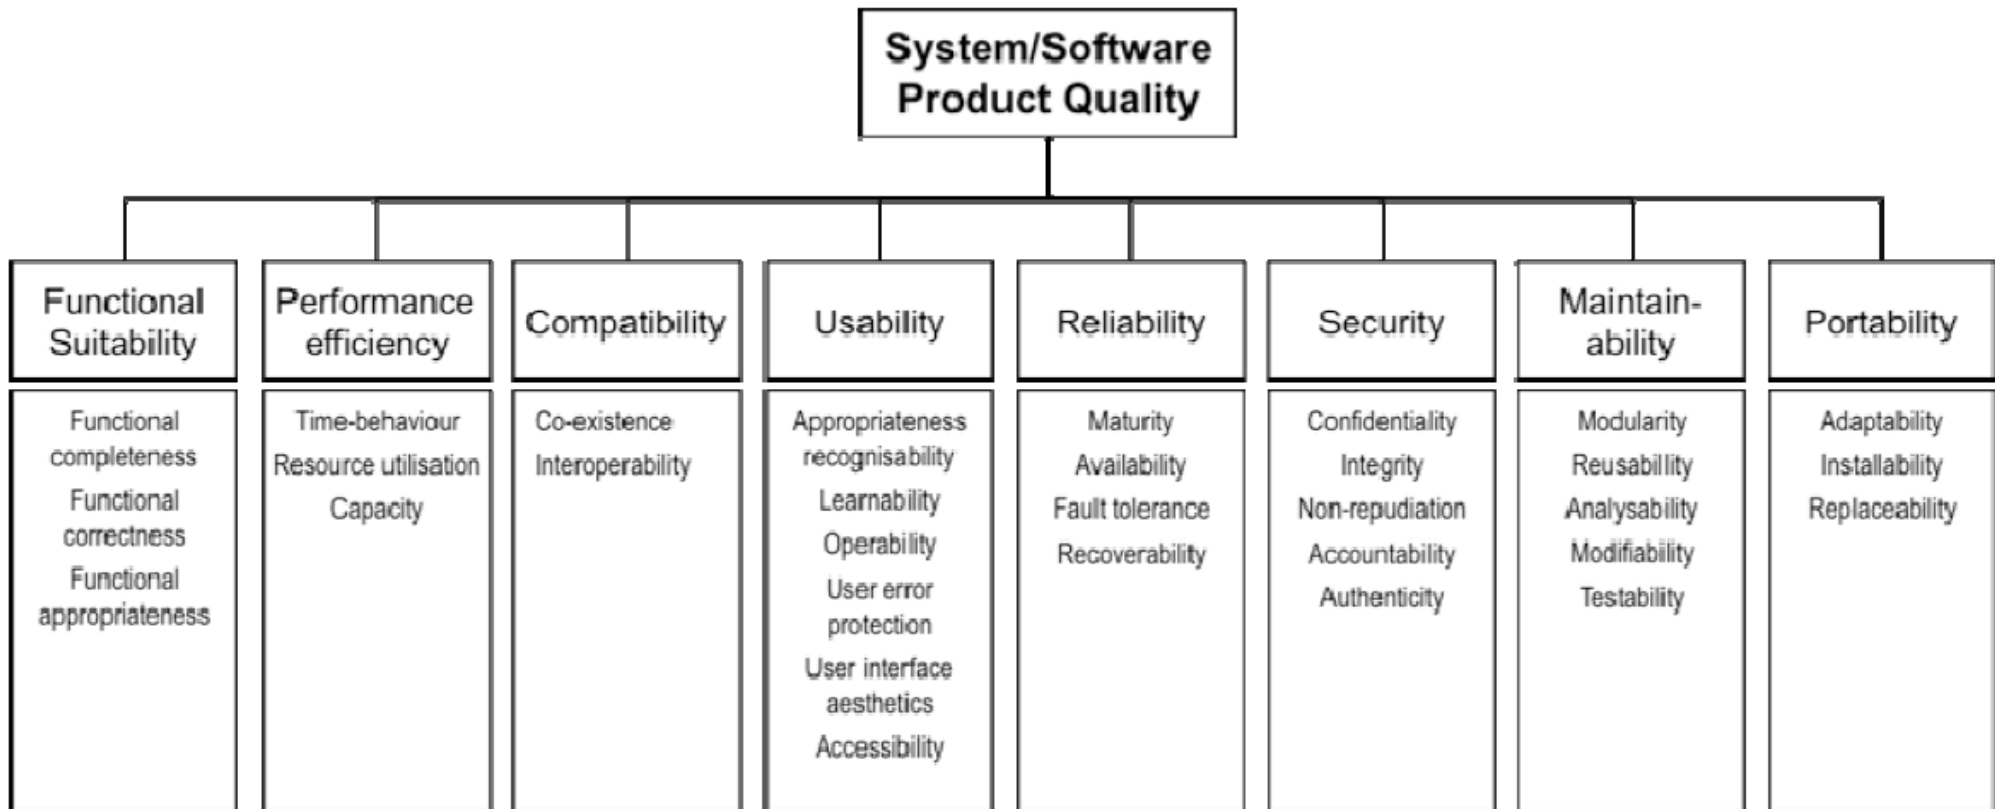 System/Software
Product Quality
Functional
Suitability
Performance
efficiency
Compatibility
Usability
Reliability
Security
Maintain-
ability
Portability
Functional
completeness
Functional
correctness
Functional
appropriateness
Time-behaviour
Resource utilisation
Capacity
Co-existence
Interoperability
Appropriateness
recognisability
Learnability
Operability
User error
protection
User interface
aesthetics
Accessibility
Maturity
Availability
Fault tolerance
Recoverability
Confidentiality
Integrity
Non-repudiation
Accountability
Authenticity
Modularity
Reusability
Analysability
Modifiability
Testability
Adaptability
Installability
Replaceability